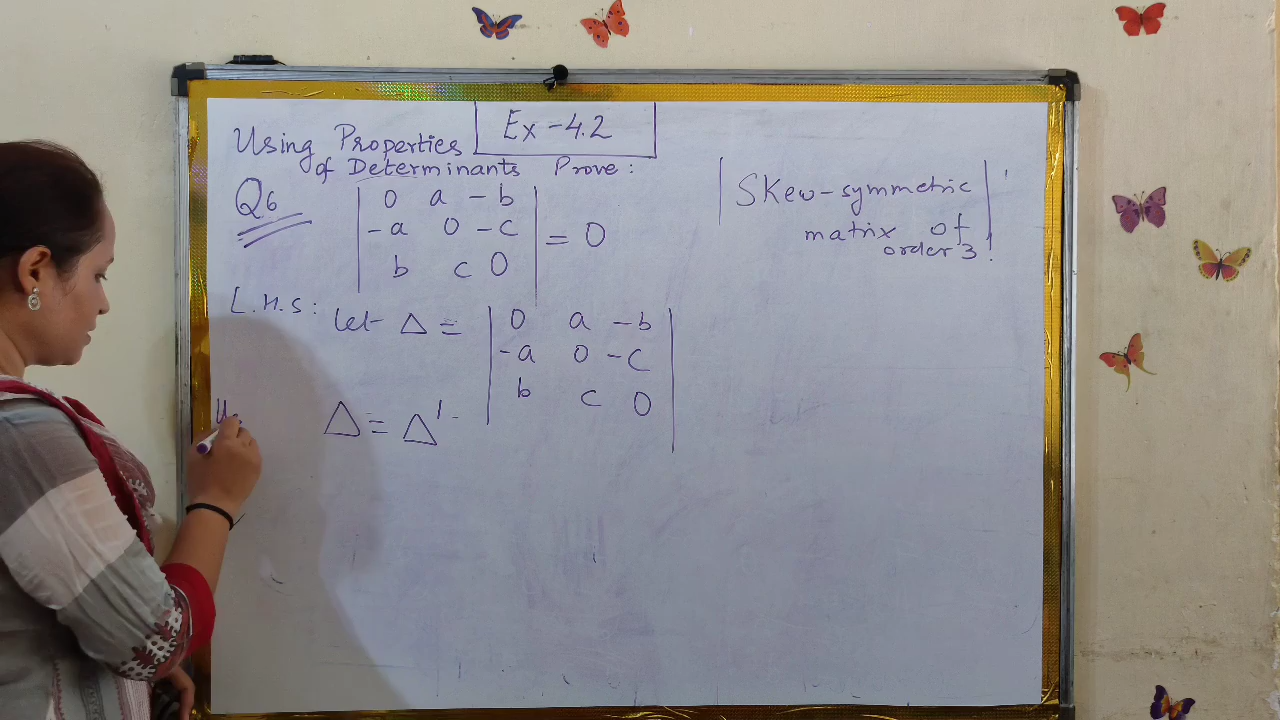 Ex-4.2
Using Properties
of Determinants Prove:
Q6
| 0 a -b |
| -a 0 -c | = 0
| b c 0 |
| Skew-symmetric |
matrix of
order 3!
L.H.S: let Δ = | 0 a -b |
| -a 0 -c |
| b c 0 |
Δ = Δ'